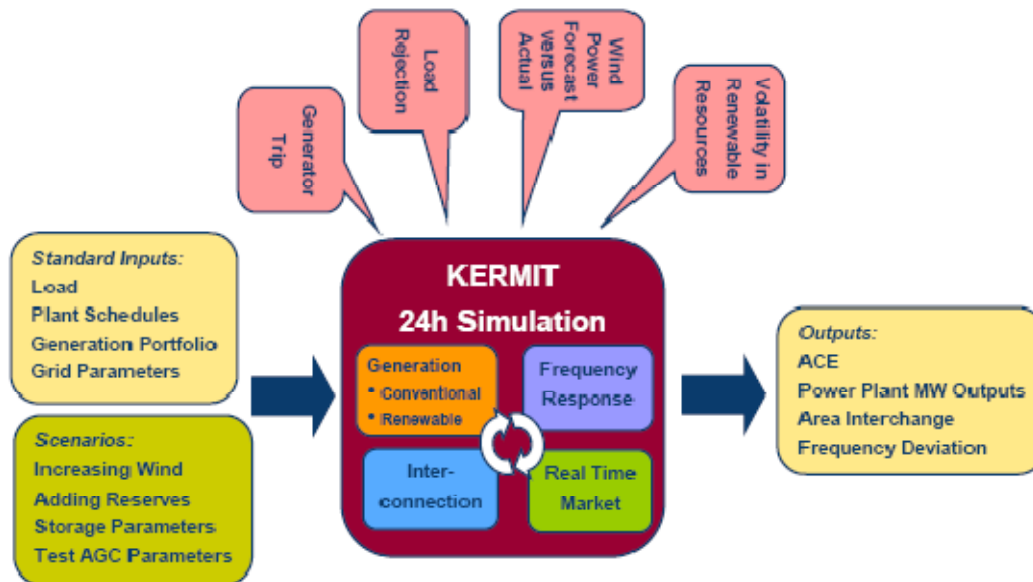 Generator
Trip
Load
Rejection
Wind
Power
Forecast
versus
Actual
Volatility in
Renewable
Resources
Standard Inputs:
Load
Plant Schedules
Generation Portfolio
Grid Parameters
Scenarios:
Increasing Wind
Adding Reserves
Storage Parameters
Test AGC Parameters
KERMIT
24h Simulation
Generation
• Conventional
• Renewable
Frequency
Response
Inter-
connection
Real Time
Market
Outputs:
ACE
Power Plant MW Outputs
Area Interchange
Frequency Deviation